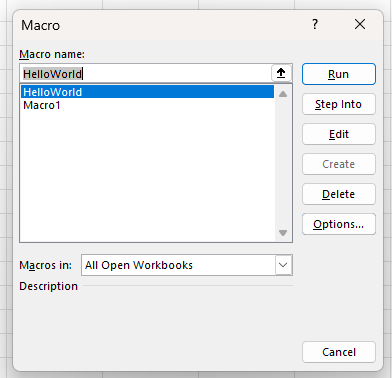 Macro
?
Macro name:
HelloWorld
Run
HelloWorld
Macro1
Step Into
Edit
Create
Delete
Options...
Macros in:
All Open Workbooks
Description
Cancel